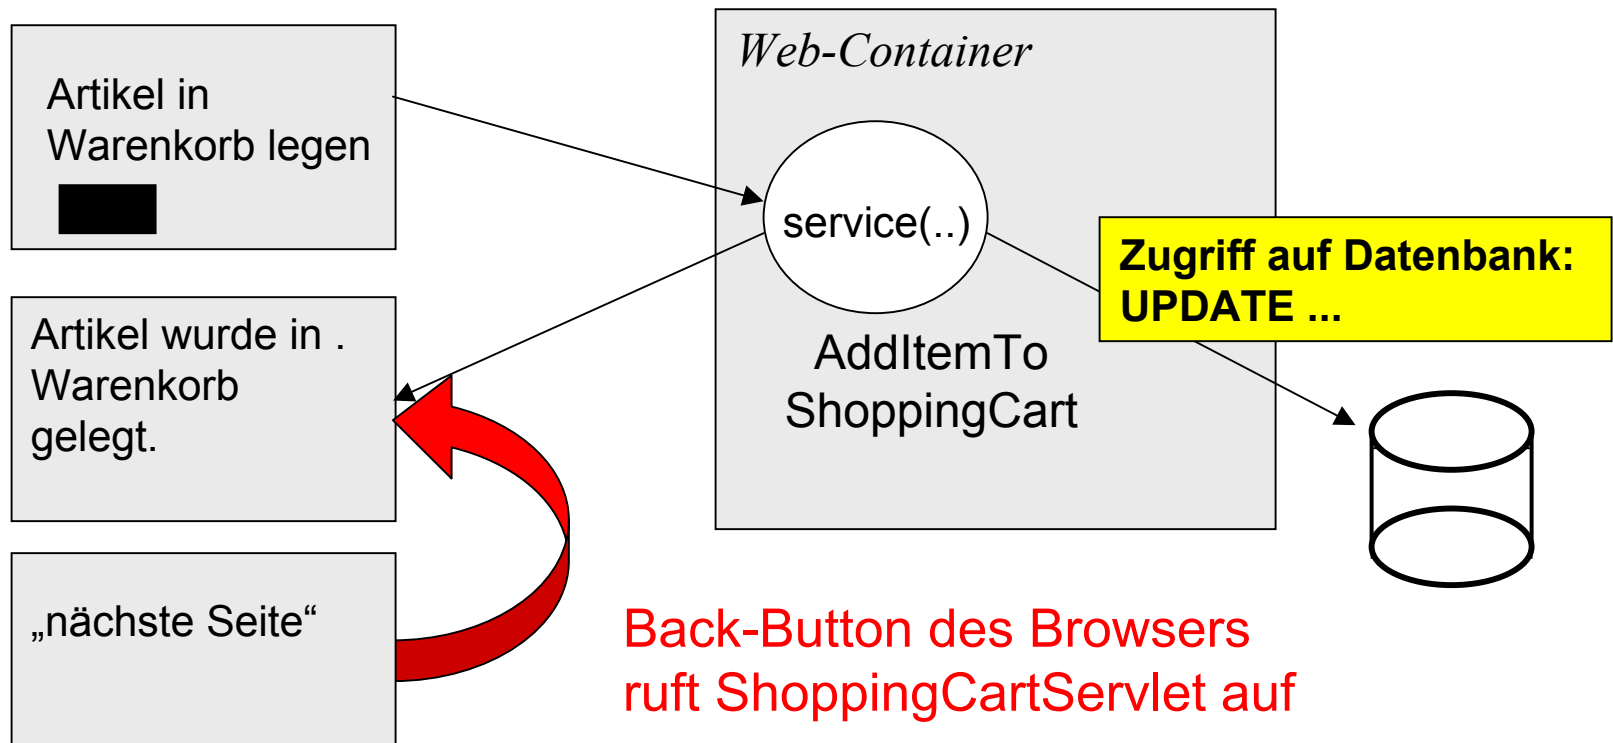 Artikel in
Warenkorb legen
Web-Container
service(..)
AddItemTo
ShoppingCart
Zugriff auf Datenbank:
UPDATE ...
Artikel wurde in .
Warenkorb
gelegt.
„nächste Seite“
Back-Button des Browsers
ruft ShoppingCartServlet auf